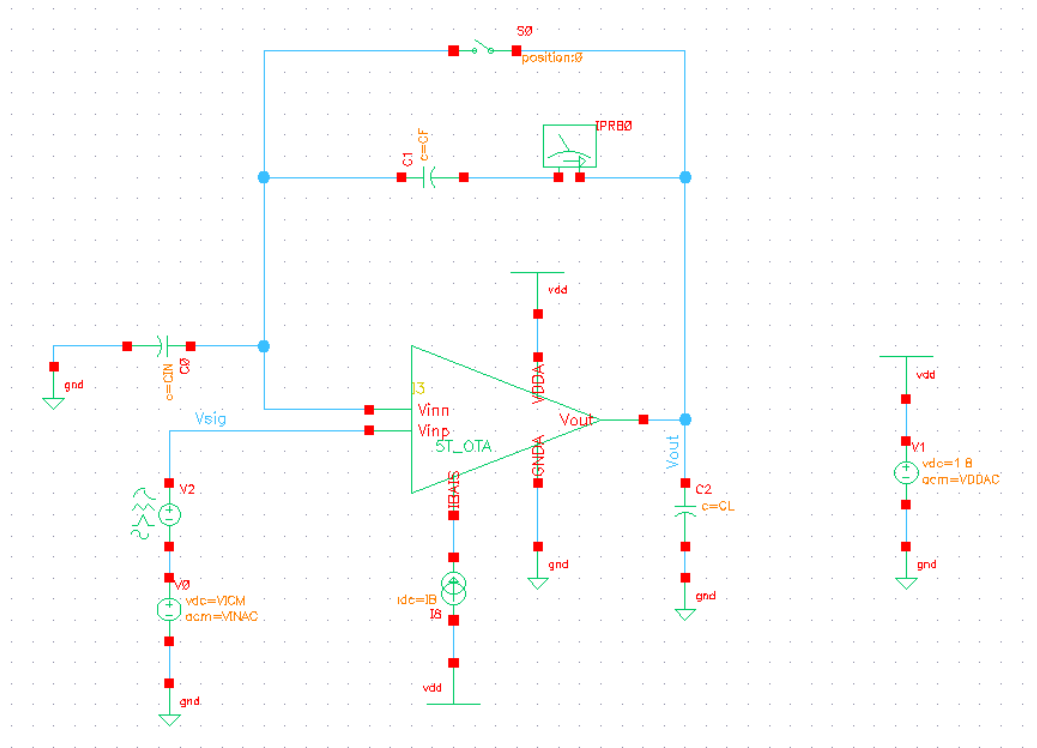 S0
position:0
IPRB0
C1
c=CF
vdd
VDDA
C0
c=CIN
gnd
I3
Vinn
Vinp
Vout
5T_OTA
GNDA
IBAIS
Vsig
Vout
vdd
V1
vdc=1.8
acm=VDDAC
gnd
V2
C2
c=CL
gnd
gnd
V0
vdc=VICM
acm=VINAC
gnd
idc=IB
I8
vdd